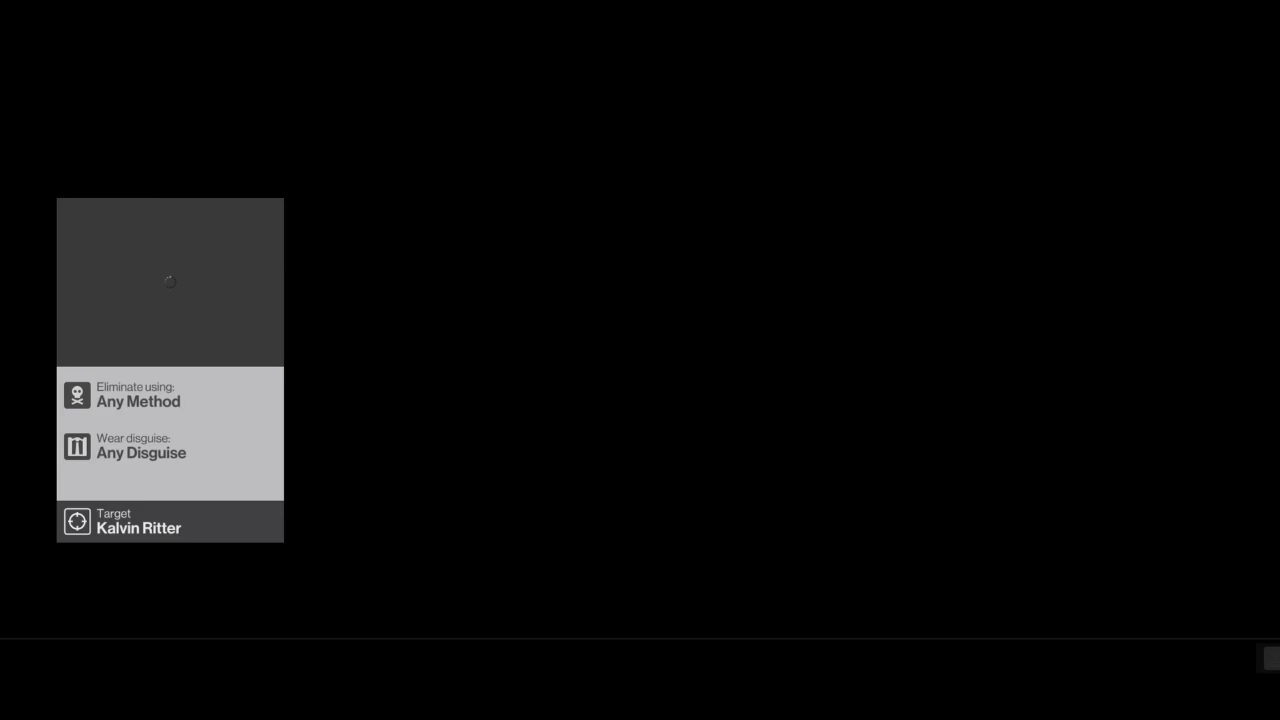 Eliminate using:
Any Method
Wear disguise:
Any Disguise
Target
Kalvin Ritter